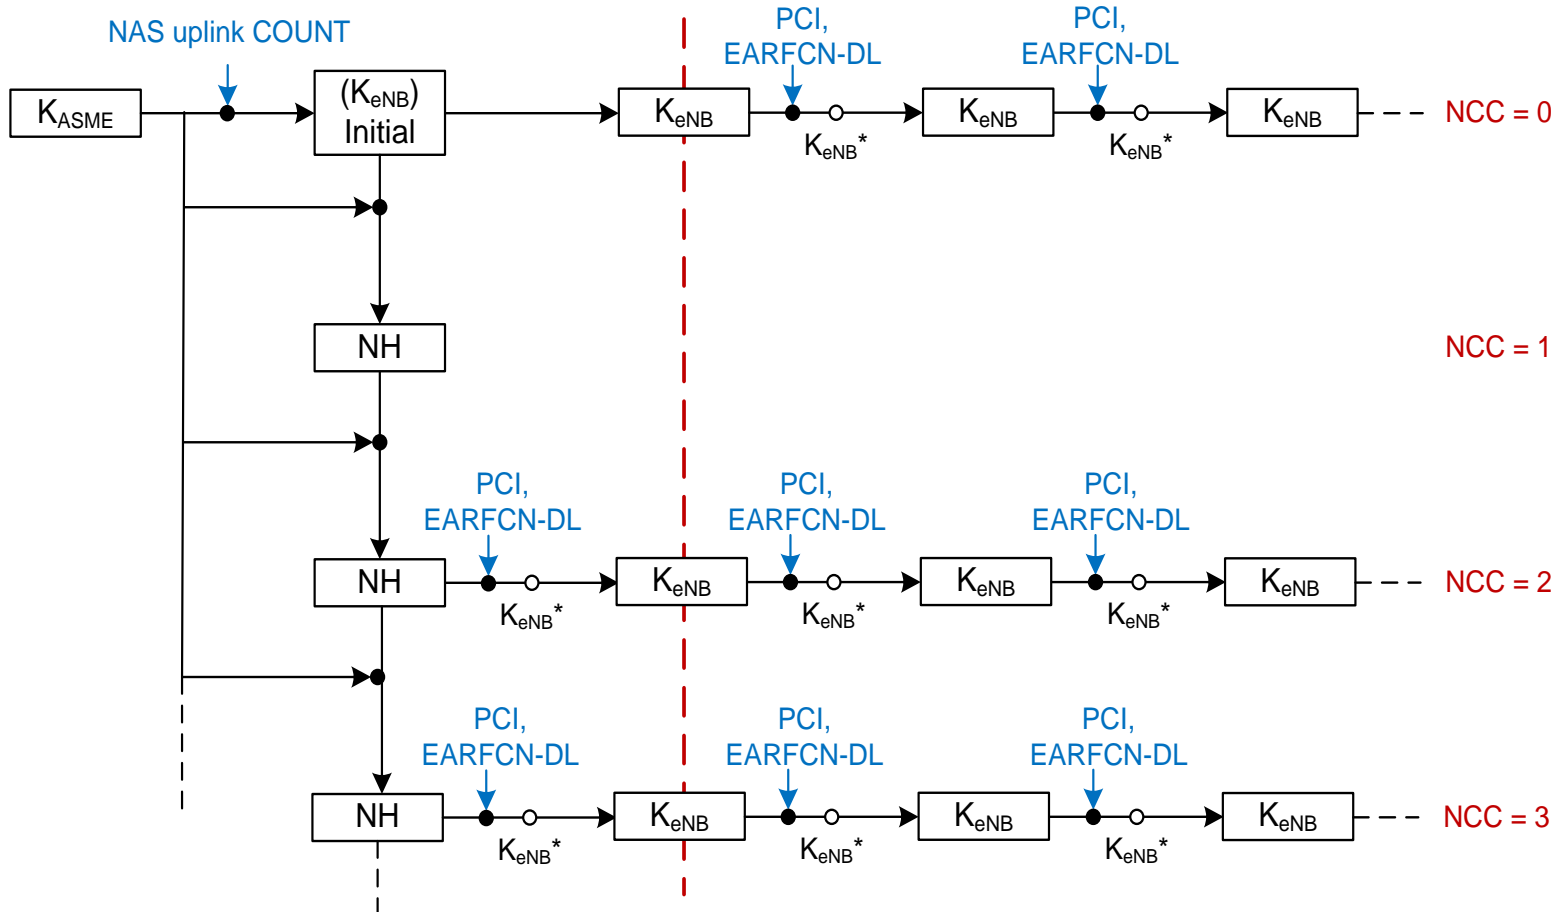 NAS uplink COUNT
PCI,
EARFCN-DL
PCI,
EARFCN-DL
KASME
(KeNB)
Initial
KeNB
KeNB*
KeNB
KeNB*
KeNB
NCC = 0
NH
NCC = 1
PCI,
EARFCN-DL
PCI,
EARFCN-DL
PCI,
EARFCN-DL
NH
KeNB*
KeNB
KeNB*
KeNB
KeNB*
KeNB
NCC = 2
PCI,
EARFCN-DL
PCI,
EARFCN-DL
PCI,
EARFCN-DL
NH
KeNB*
KeNB
KeNB*
KeNB
KeNB*
KeNB
NCC = 3